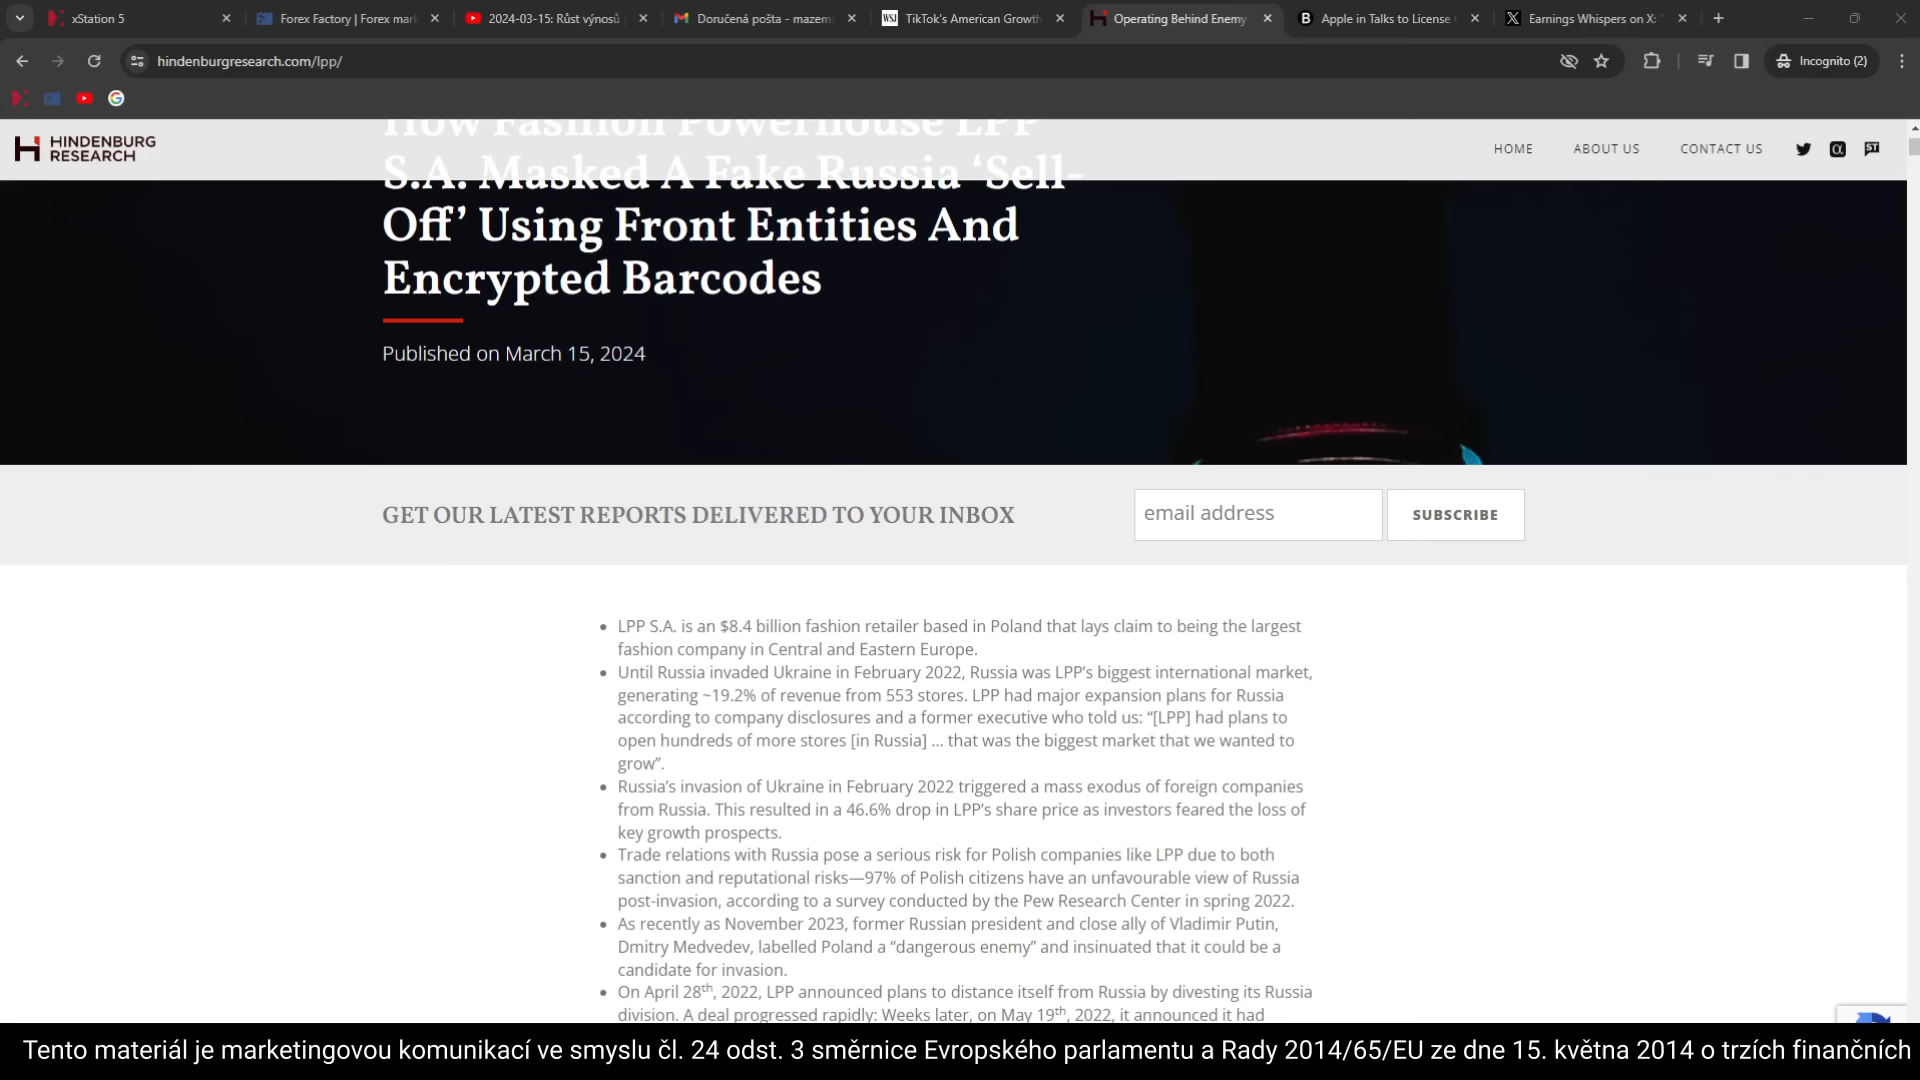 xStation 5
Forex Factory | Forex mar
2024-03-15: Růst výnosů
Doručená pošta - mazem
WSJ TikTok's American Growth
Operating Behind Enemy
B Apple in Talks to License
Earnings Whispers on X:
hindenburgresearch.com/lpp/
Incognito (2)
HINDENBURG
RESEARCH
HOME ABOUT US CONTACT US
How Fashion Powerhouse LPP
S.A. Masked A Fake Russia ‘Sell-
Off’ Using Front Entities And
Encrypted Barcodes
Published on March 15, 2024
GET OUR LATEST REPORTS DELIVERED TO YOUR INBOX
email address
SUBSCRIBE
LPP S.A. is an $8.4 billion fashion retailer based in Poland that lays claim to being the largest
fashion company in Central and Eastern Europe.
Until Russia invaded Ukraine in February 2022, Russia was LPP’s biggest international market,
generating ~19.2% of revenue from 553 stores. LPP had major expansion plans for Russia
according to company disclosures and a former executive who told us: “[LPP] had plans to
open hundreds of more stores [in Russia] … that was the biggest market that we wanted to
grow”.
Russia’s invasion of Ukraine in February 2022 triggered a mass exodus of foreign companies
from Russia. This resulted in a 46.6% drop in LPP’s share price as investors feared the loss of
key growth prospects.
Trade relations with Russia pose a serious risk for Polish companies like LPP due to both
sanction and reputational risks—97% of Polish citizens have an unfavourable view of Russia
post-invasion, according to a survey conducted by the Pew Research Center in spring 2022.
As recently as November 2023, former Russian president and close ally of Vladimir Putin,
Dmitry Medvedev, labelled Poland a “dangerous enemy” and insinuated that it could be a
candidate for invasion.
On April 28th, 2022, LPP announced plans to distance itself from Russia by divesting its Russia
division. A deal progressed rapidly: Weeks later, on May 19th, 2022, it announced it had
Tento materiál je marketingovou komunikací ve smyslu čl. 24 odst. 3 směrnice Evropského parlamentu a Rady 2014/65/EU ze dne 15. května 2014 o trzích finančních